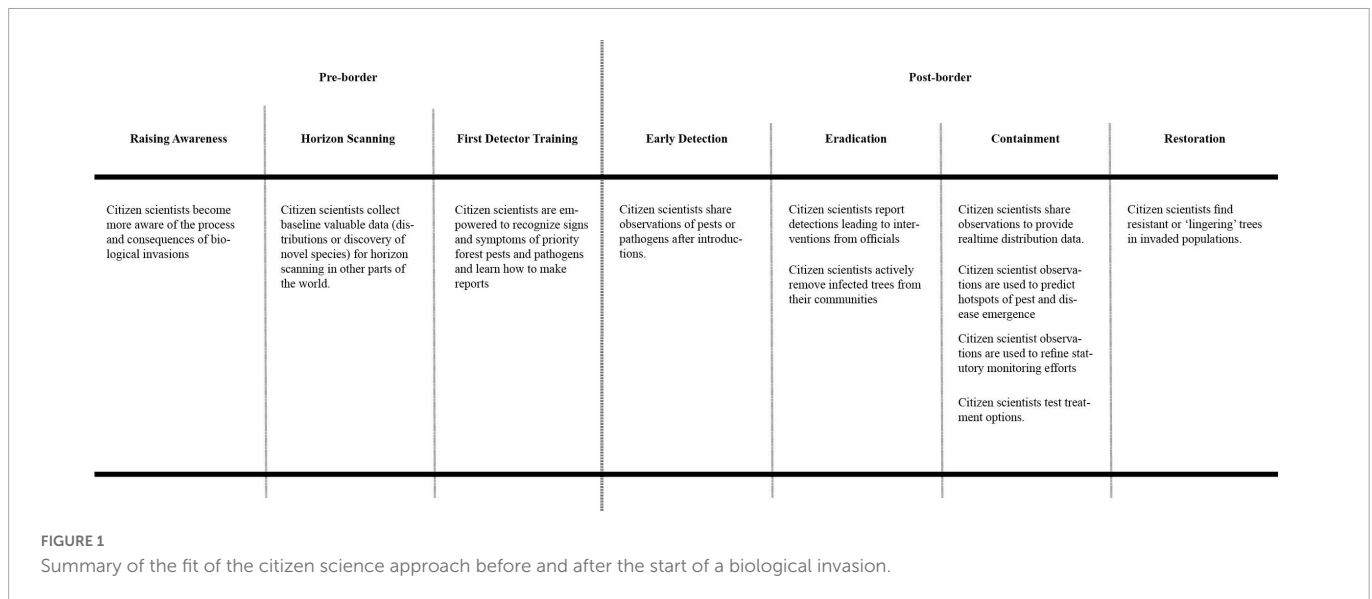 Pre-border
Post-border
Raising Awareness
Horizon Scanning
First Detector Training
Early Detection
Eradication
Containment
Restoration
Citizen scientists become
more aware of the process
and consequences of bio-
logical invasions
Citizen scientists collect
baseline valuable data (dis-
tributions or discovery of
novel species) for horizon
scanning in other parts of
the world.
Citizen scientists are em-
powered to recognize signs
and symptoms of priority
forest pests and pathogens
and learn how to make
reports
Citizen scientists share
observations of pests or
pathogens after introduc-
tions.
Citizen scientists report
detections leading to inter-
ventions from officials
Citizen scientists actively
remove infected trees from
their communities
Citizen scientists share
observations to provide
realtime distribution data.
Citizen scientist observa-
tions are used to predict
hotspots of pest and dis-
ease emergence
Citizen scientist observa-
tions are used to refine stat-
utory monitoring efforts
Citizen scientists test treat-
ment options.
Citizen scientists find
resistant or ‘lingering’ trees
in invaded populations.
FIGURE 1
Summary of the fit of the citizen science approach before and after the start of a biological invasion.